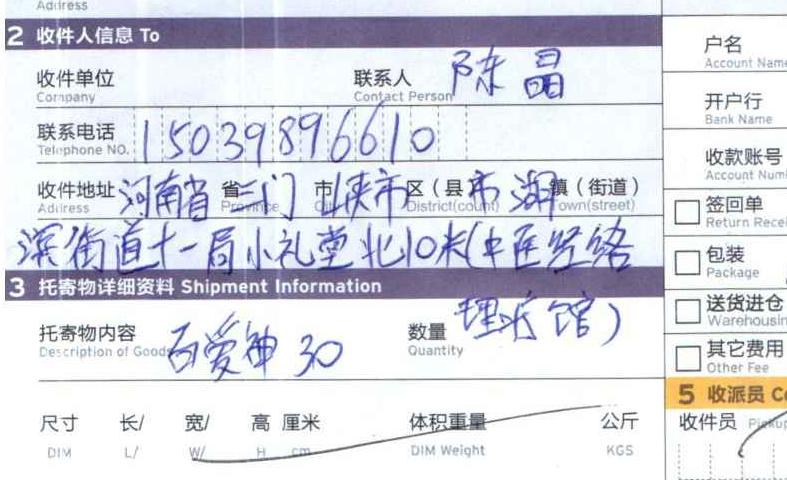 Address
2 收件人信息 To
收件单位 联系人 陈晶 户名
Company Contact Person Account Name
联系电话 15039896610 开户行
Telephone NO. Bank Name
收件地址 河南省 省 三门 市 峡市 区（县 市 湖 镇（街道） 收款账号
Address Province City District(count) Town(street) Account Num
滨街道十一局小礼堂北10米(中医经络 签回单
Return Recei
理疗馆) 包装
Package
3 托寄物详细资料 Shipment Information
送货进仓
Warehousin
托寄物内容 百爱神 30 数量 其它费用
Description of Goods Quantity Other Fee
5 收派员 Co
尺寸 长/ 宽/ 高 厘米 体积重量 公斤 收件员 Pickup
DIM L/ W/ H cm DIM Weight KGS